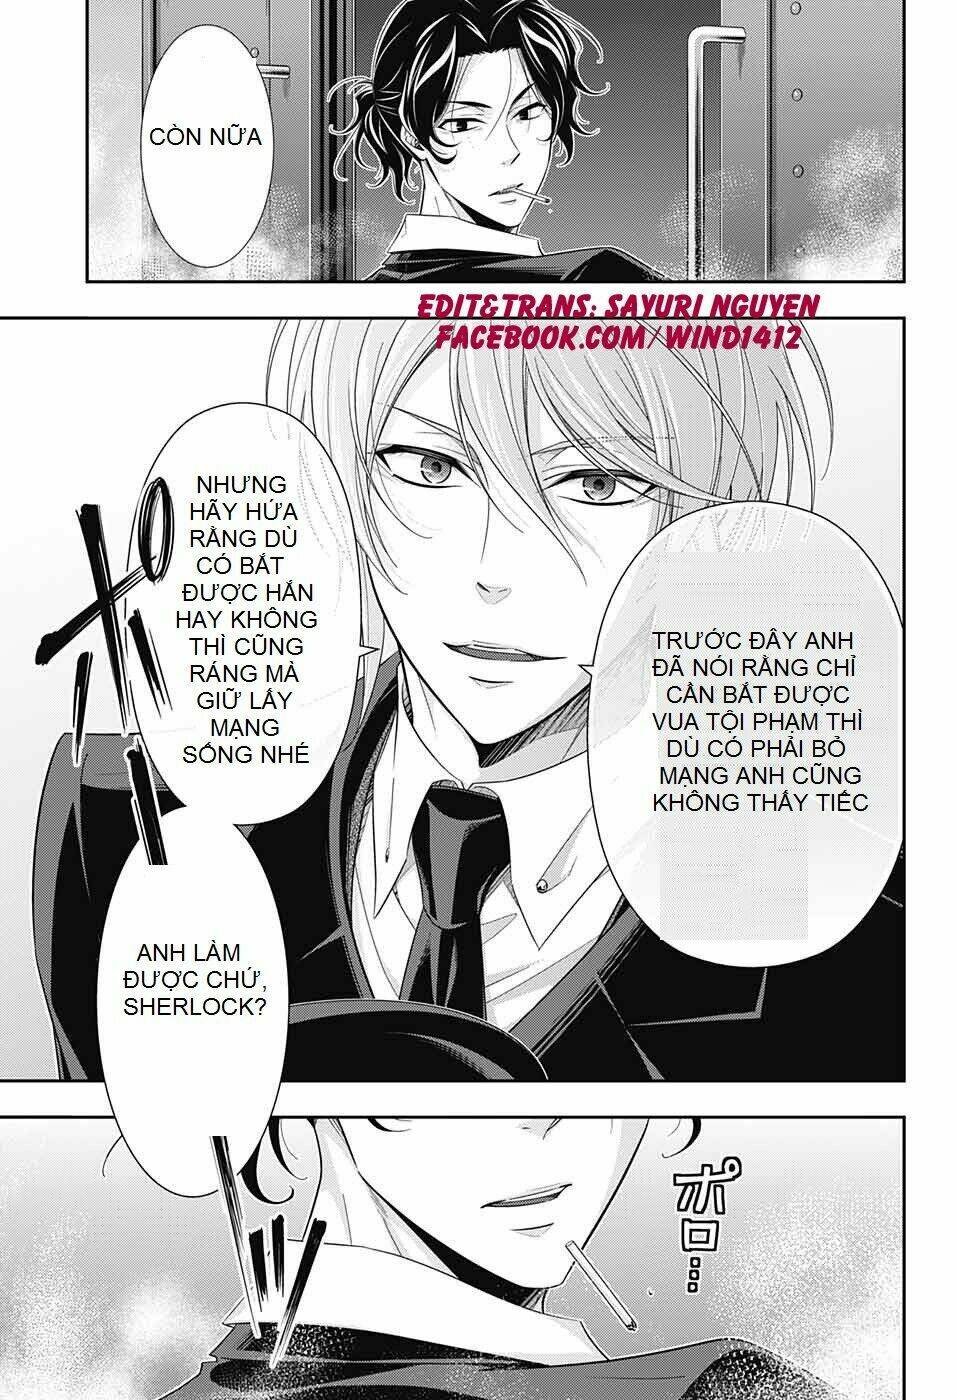 CÒN NỮA
EDIT&TRANS: SAYURI NGUYEN
FACEBOOK.COM/WIND1412
TRƯỚC ĐÂY ANH
ĐÃ NÓI RẰNG CHỈ
CẦN BẮT ĐƯỢC
VUA TỘI PHẠM THÌ
DÙ CÓ PHẢI BỎ
MẠNG ANH CŨNG
KHÔNG THẤY TIẾC
NHƯNG
HÃY HỨA
RẰNG DÙ
CÓ BẮT
ĐƯỢC HẮN
HAY KHÔNG
THÌ CŨNG
RÁNG MÀ
GIỮ LẤY
MẠNG
SỐNG NHÉ
ANH LÀM
ĐƯỢC CHỨ,
SHERLOCK?
ポロ…